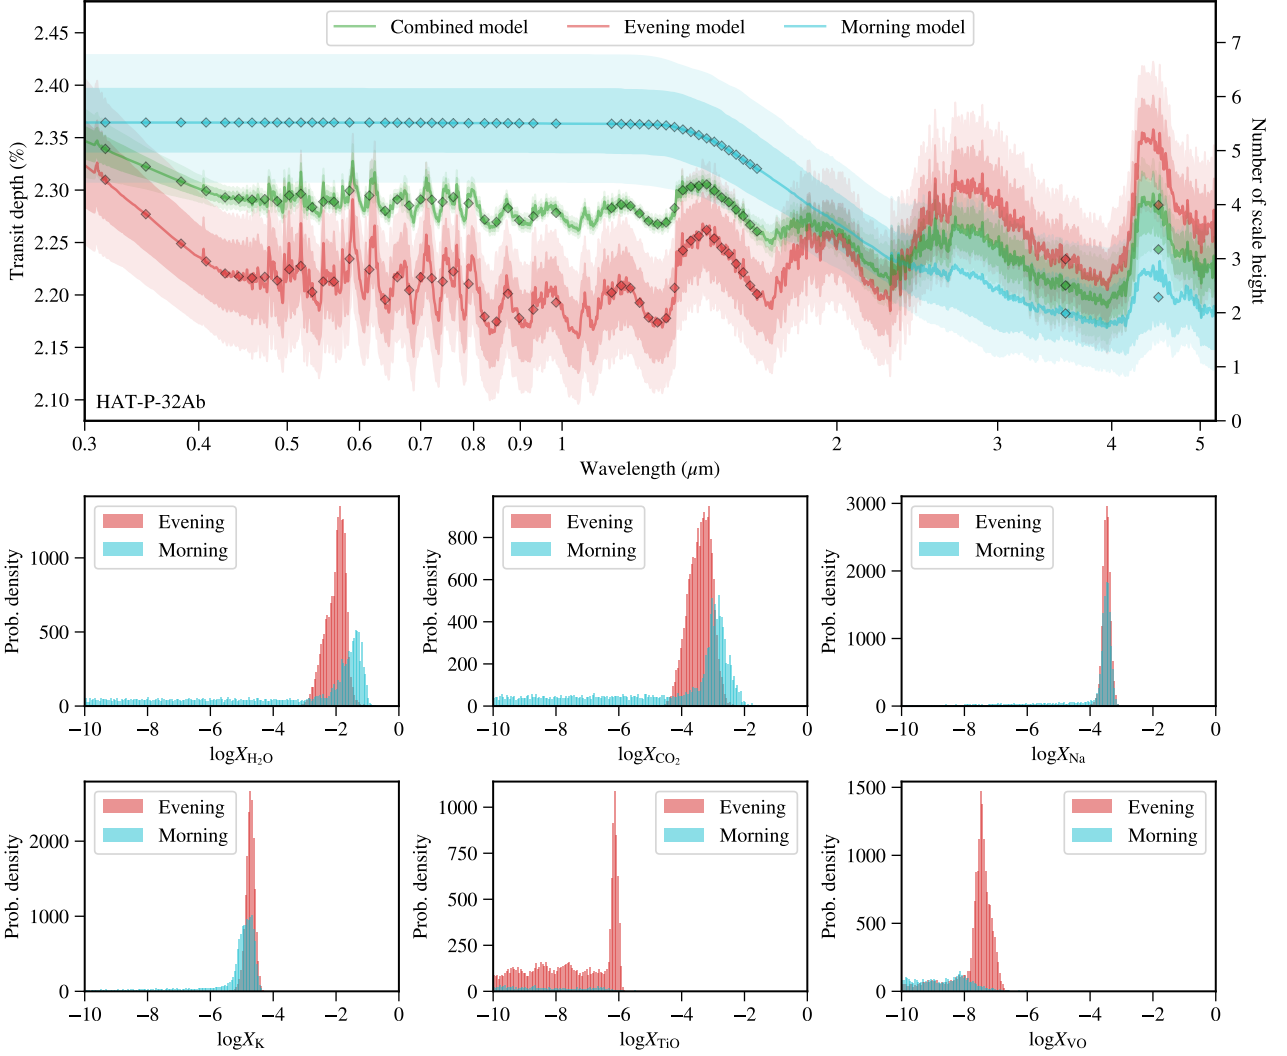 Combined model
Evening model
Morning model
2.45
2.40
2.35
2.30
2.25
2.20
2.15
2.10
Transit depth (%)
7
6
5
4
3
2
1
0
Number of scale height
HAT-P-32Ab
0.3
0.4
0.5
0.6
0.7
0.8
0.9
1
2
3
4
5
Wavelength (μm)
Evening
Morning
1000
500
0
Prob. density
−10
−8
−6
−4
−2
0
logX_H₂O
Evening
Morning
800
600
400
200
0
Prob. density
−10
−8
−6
−4
−2
0
logX_CO₂
Evening
Morning
3000
2000
1000
0
Prob. density
−10
−8
−6
−4
−2
0
logX_Na
Evening
Morning
2000
1000
0
Prob. density
−10
−8
−6
−4
−2
0
logX_K
Evening
Morning
1000
750
500
250
0
Prob. density
−10
−8
−6
−4
−2
0
logX_TiO
Evening
Morning
1500
1000
500
0
Prob. density
−10
−8
−6
−4
−2
0
logX_VO